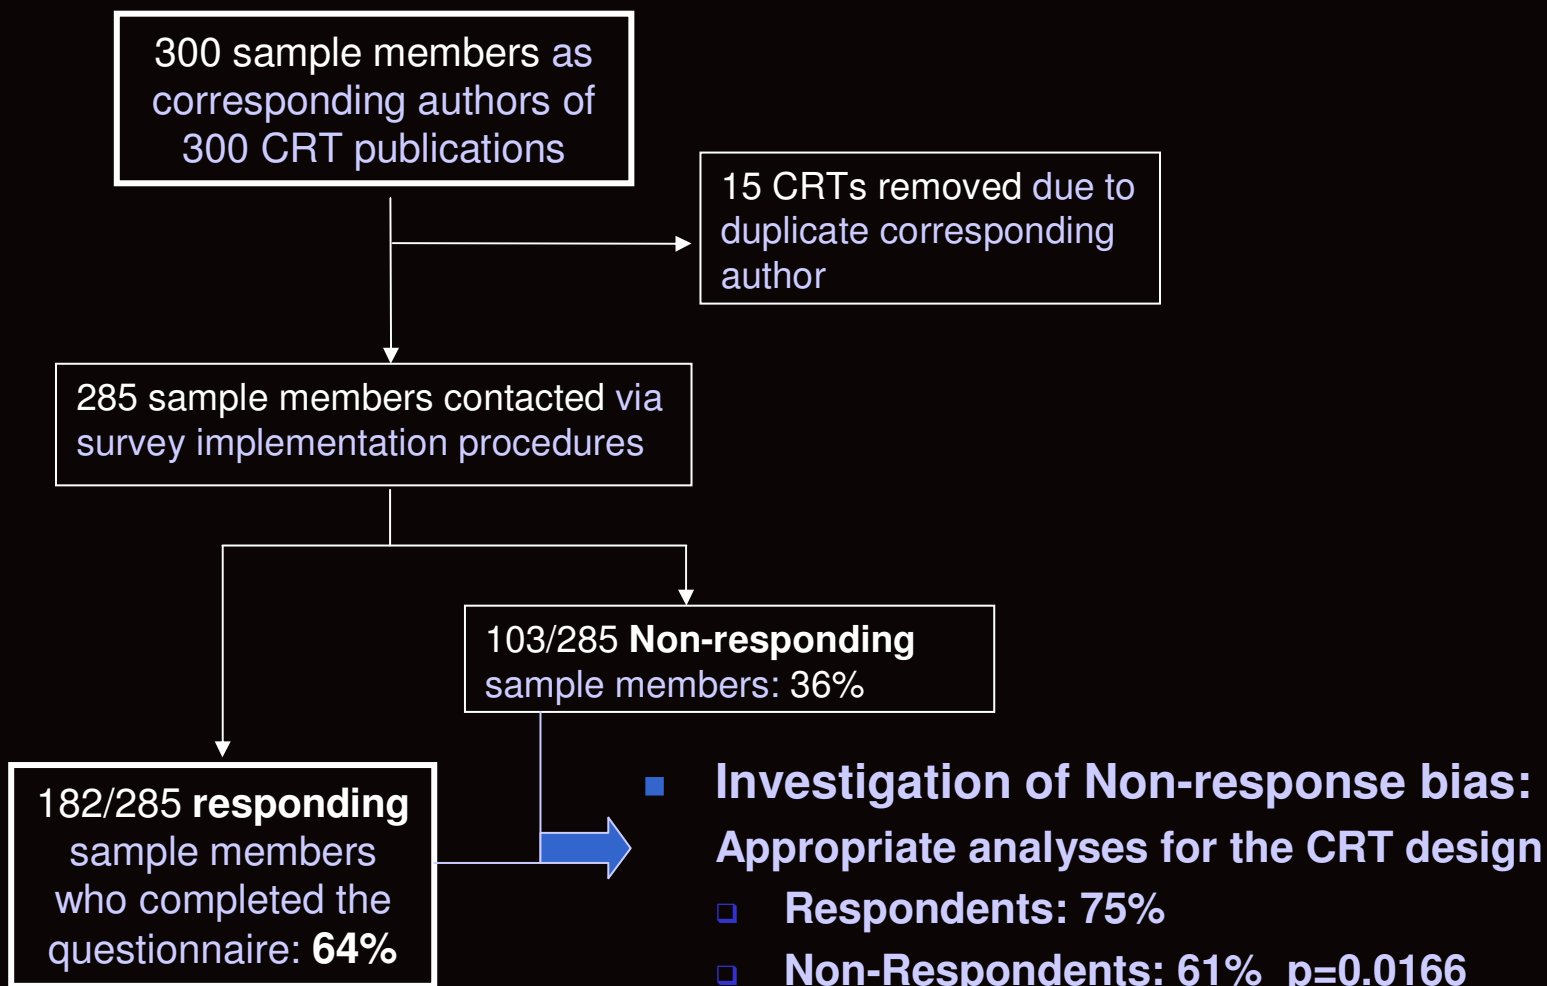 300 sample members as
corresponding authors of
300 CRT publications
15 CRTs removed due to
duplicate corresponding
author
285 sample members contacted via
survey implementation procedures
103/285 Non-responding
sample members: 36%
182/285 responding
sample members
who completed the
questionnaire: 64%
Investigation of Non-response bias:
Appropriate analyses for the CRT design
Respondents: 75%
Non-Respondents: 61% p=0.0166